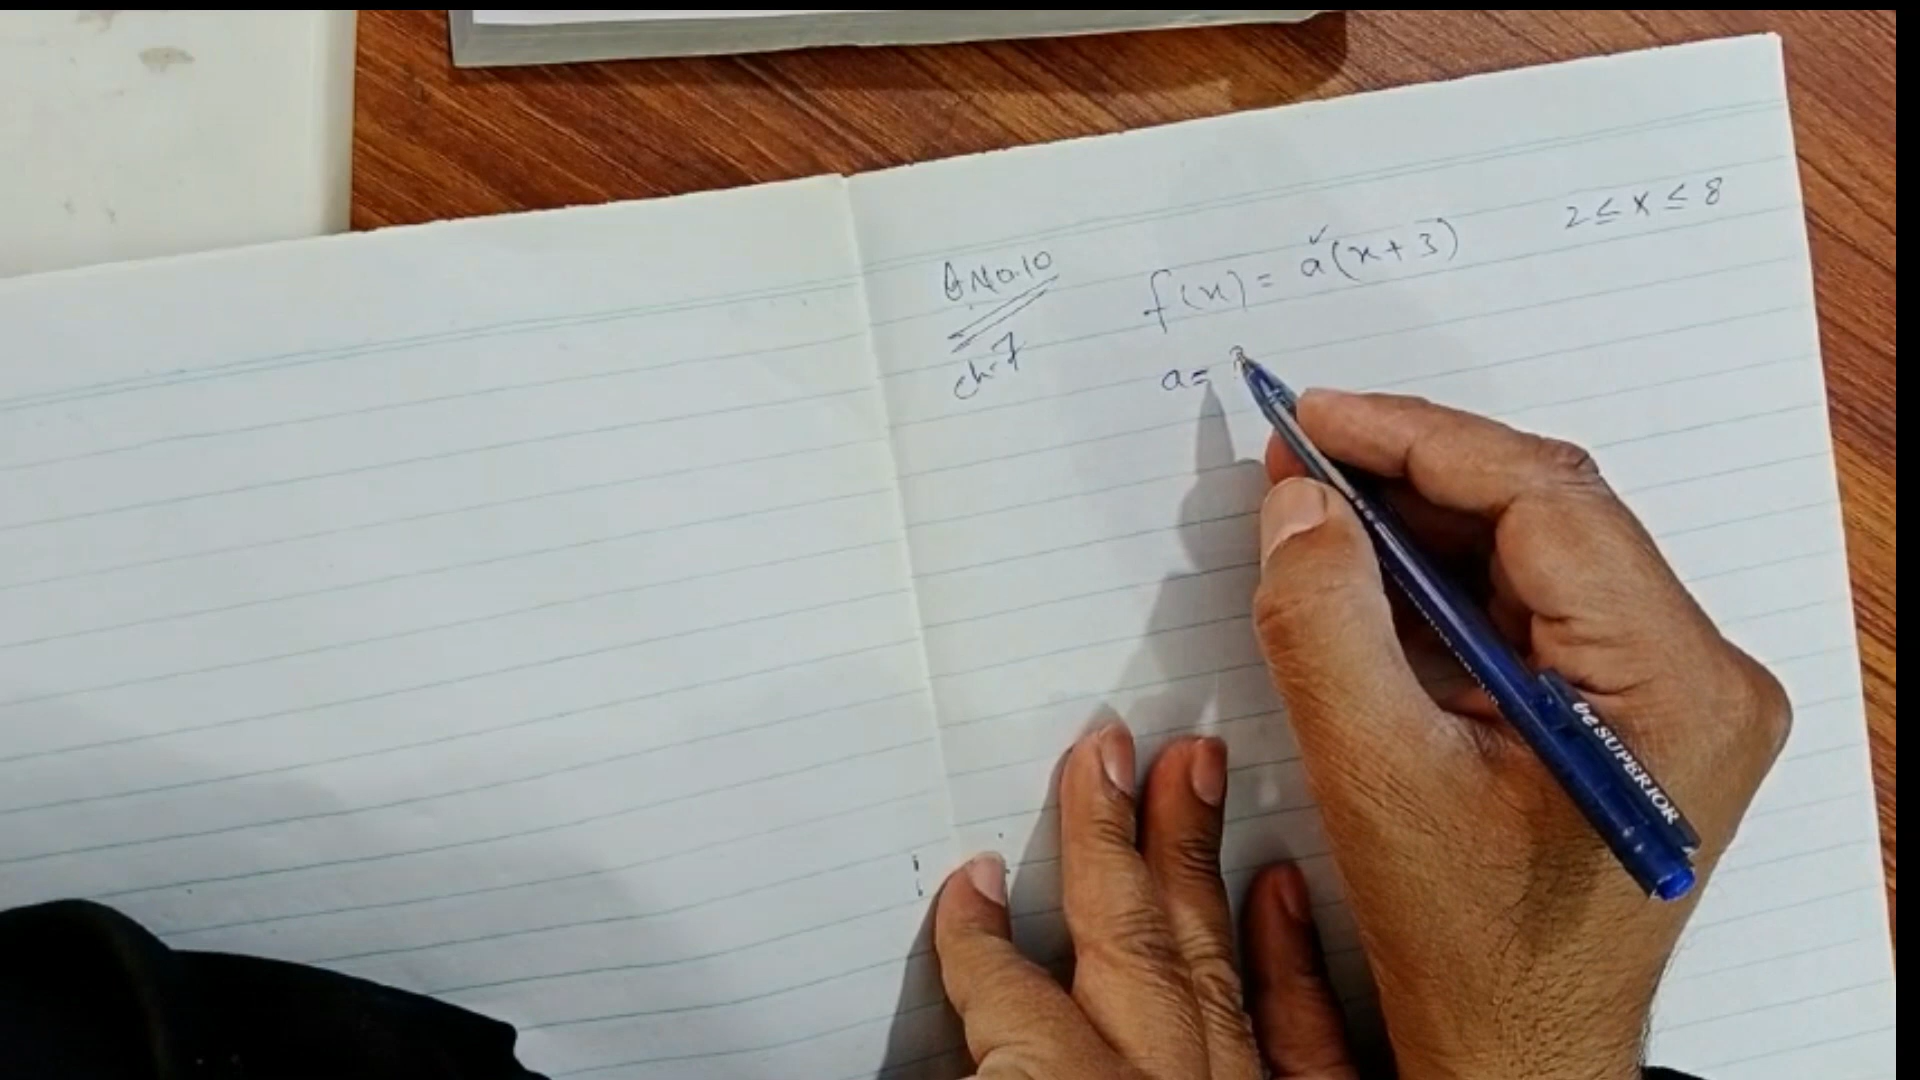 Q No.10
f(x) = a(x+3)
2 ≤ x ≤ 8
ch-7
a = ?
be SUPERIOR